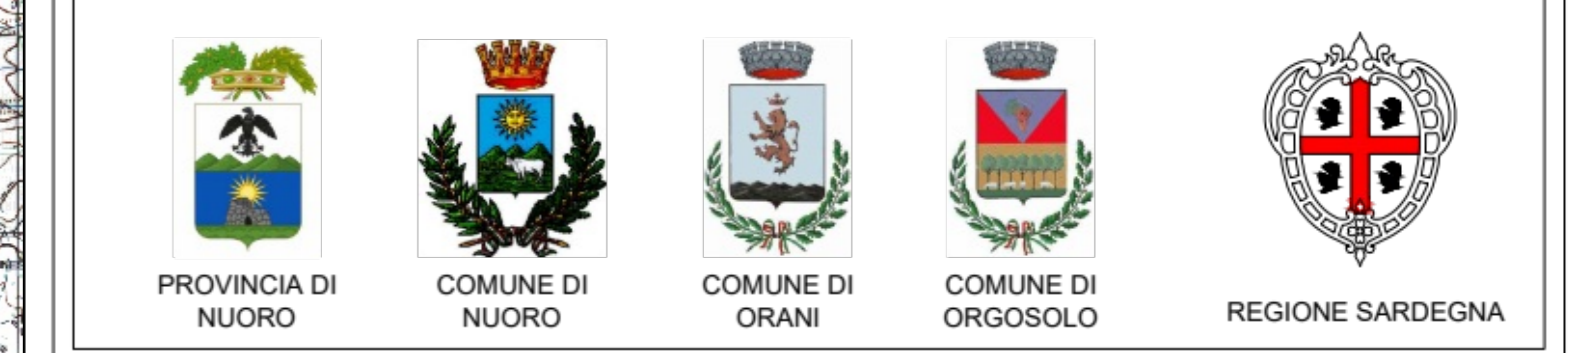 PROVINCIA DI
NUORO
COMUNE DI
NUORO
COMUNE DI
ORANI
COMUNE DI
ORGOSOLO
REGIONE SARDEGNA